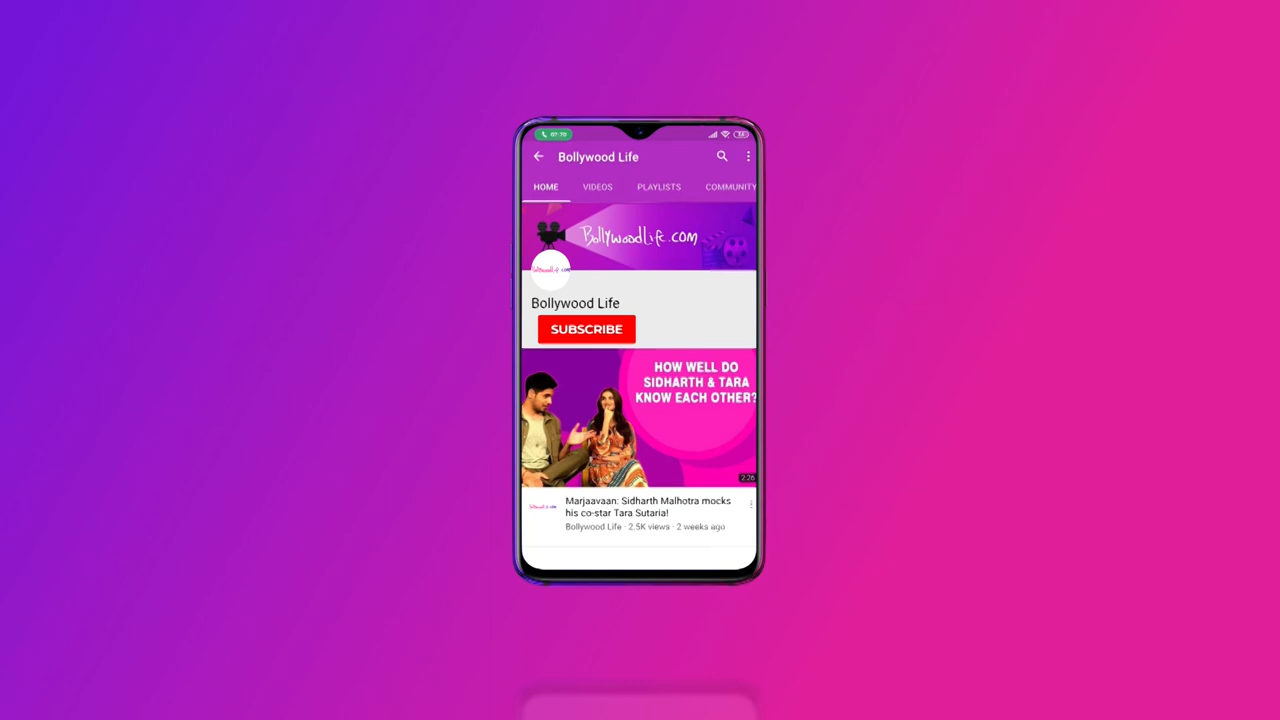 Bollywood Life
HOME VIDEOS PLAYLISTS COMMUNITY
BollywoodLife.com
Bollywood Life
SUBSCRIBE
HOW WELL DO
SIDHARTH & TARA
KNOW EACH OTHER?
2:26
Marjaavaan: Sidharth Malhotra mocks
his co-star Tara Sutaria!
Bollywood Life · 2.5K views · 2 weeks ago